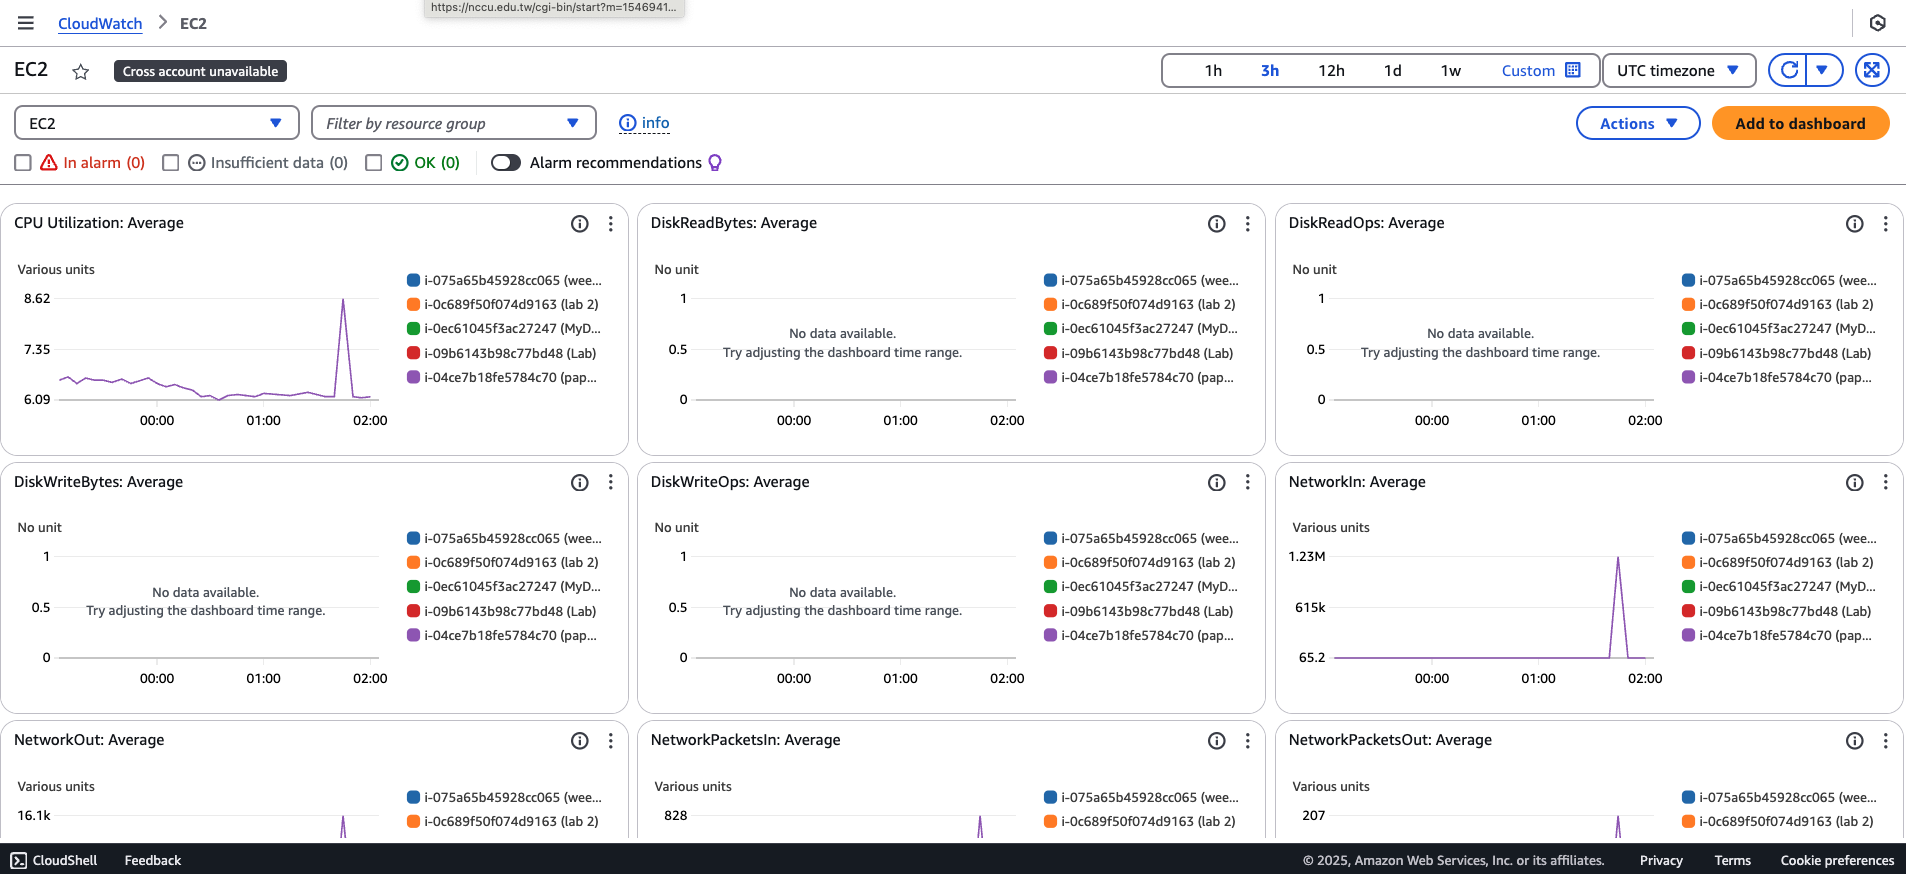 https://nccu.edu.tw/cgi-bin/start?m=1546941...
CloudWatch > EC2
EC2 Cross account unavailable 1h 3h 12h 1d 1w Custom UTC timezone
EC2 Filter by resource group info Actions Add to dashboard
In alarm (0) Insufficient data (0) OK (0) Alarm recommendations
CPU Utilization: Average
Various units
8.62
7.35
6.09
00:00 01:00 02:00
i-075a65b45928cc065 (wee...
i-0c689f50f074d9163 (lab 2)
i-0ec61045f3ac27247 (MyD...
i-09b6143b98c77bd48 (Lab)
i-04ce7b18fe5784c70 (pap...
DiskReadBytes: Average
No unit
1
0.5
0
No data available.
Try adjusting the dashboard time range.
00:00 01:00 02:00
i-075a65b45928cc065 (wee...
i-0c689f50f074d9163 (lab 2)
i-0ec61045f3ac27247 (MyD...
i-09b6143b98c77bd48 (Lab)
i-04ce7b18fe5784c70 (pap...
DiskReadOps: Average
No unit
1
0.5
0
No data available.
Try adjusting the dashboard time range.
00:00 01:00 02:00
i-075a65b45928cc065 (wee...
i-0c689f50f074d9163 (lab 2)
i-0ec61045f3ac27247 (MyD...
i-09b6143b98c77bd48 (Lab)
i-04ce7b18fe5784c70 (pap...
DiskWriteBytes: Average
No unit
1
0.5
0
No data available.
Try adjusting the dashboard time range.
00:00 01:00 02:00
i-075a65b45928cc065 (wee...
i-0c689f50f074d9163 (lab 2)
i-0ec61045f3ac27247 (MyD...
i-09b6143b98c77bd48 (Lab)
i-04ce7b18fe5784c70 (pap...
DiskWriteOps: Average
No unit
1
0.5
0
No data available.
Try adjusting the dashboard time range.
00:00 01:00 02:00
i-075a65b45928cc065 (wee...
i-0c689f50f074d9163 (lab 2)
i-0ec61045f3ac27247 (MyD...
i-09b6143b98c77bd48 (Lab)
i-04ce7b18fe5784c70 (pap...
NetworkIn: Average
Various units
1.23M
615k
65.2
00:00 01:00 02:00
i-075a65b45928cc065 (wee...
i-0c689f50f074d9163 (lab 2)
i-0ec61045f3ac27247 (MyD...
i-09b6143b98c77bd48 (Lab)
i-04ce7b18fe5784c70 (pap...
NetworkOut: Average
Various units
16.1k
i-075a65b45928cc065 (wee...
i-0c689f50f074d9163 (lab 2)
NetworkPacketsIn: Average
Various units
828
i-075a65b45928cc065 (wee...
i-0c689f50f074d9163 (lab 2)
NetworkPacketsOut: Average
Various units
207
i-075a65b45928cc065 (wee...
i-0c689f50f074d9163 (lab 2)
CloudShell Feedback © 2025, Amazon Web Services, Inc. or its affiliates. Privacy Terms Cookie preferences